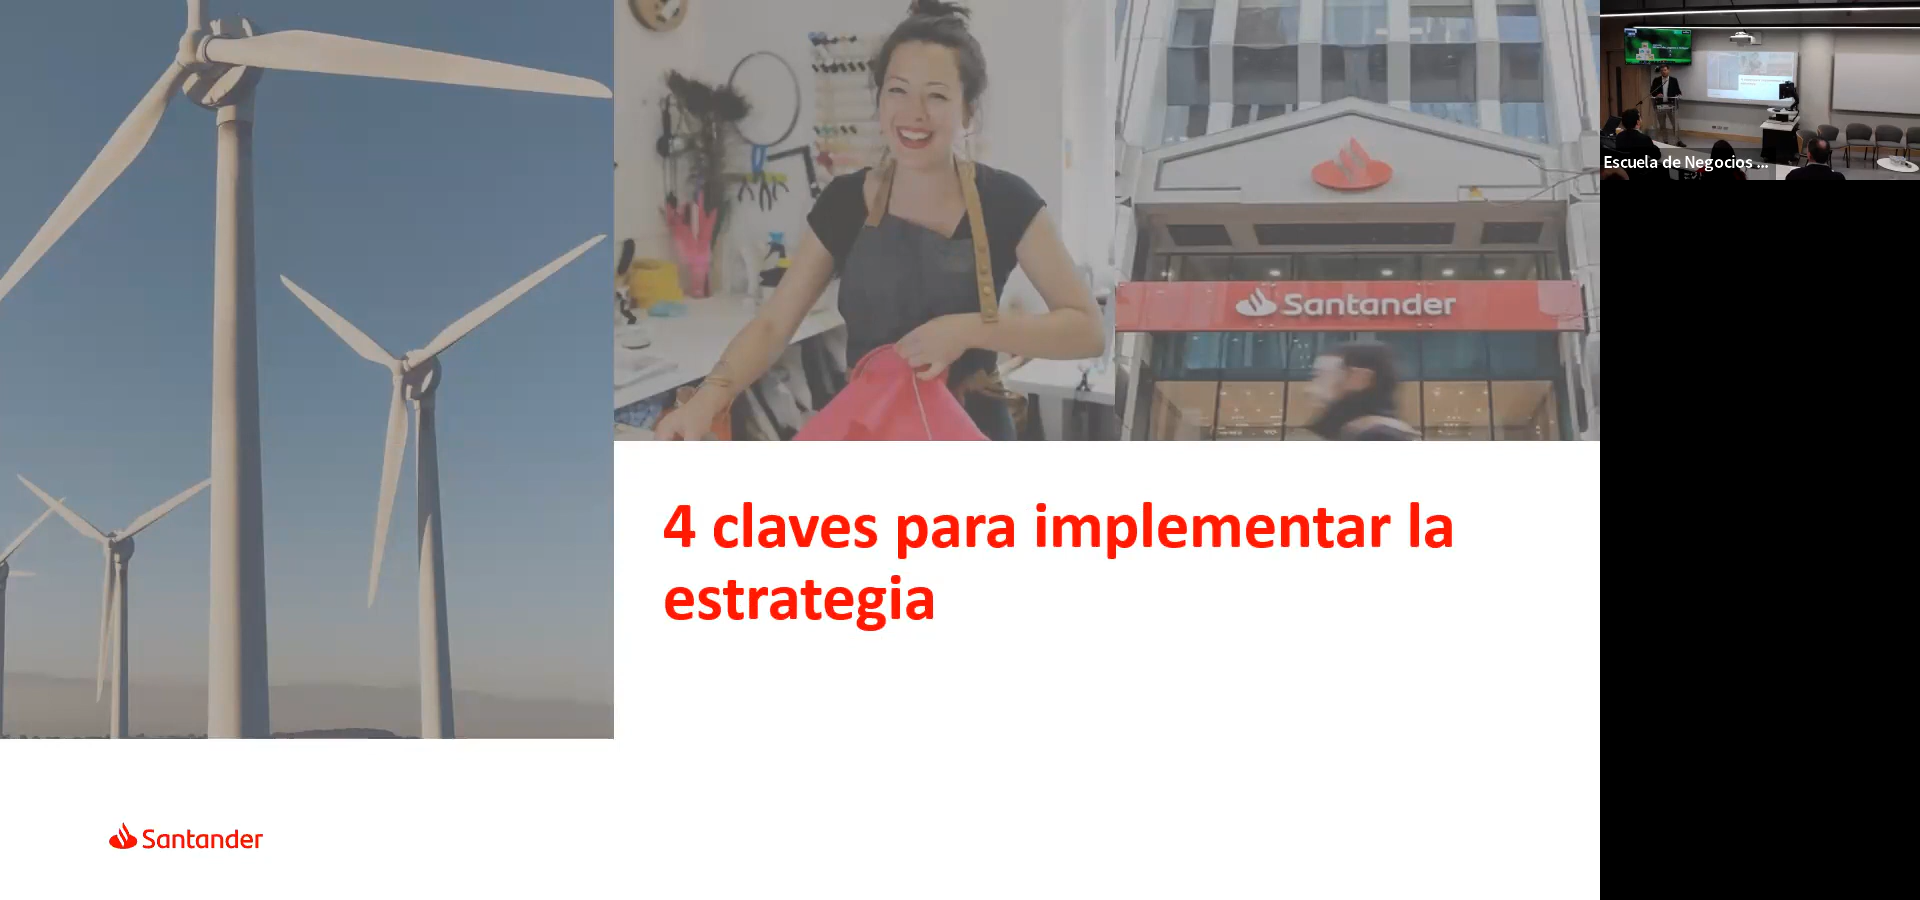 Santander
4 claves para implementar la
estrategia
Santander
Escuela de Negocios ...